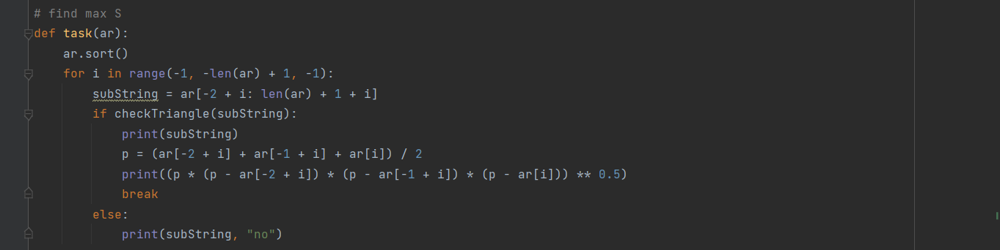 # find max S
def task(ar):
    ar.sort()
    for i in range(-1, -len(ar) + 1, -1):
        subString = ar[-2 + i: len(ar) + 1 + i]
        if checkTriangle(subString):
            print(subString)
            p = (ar[-2 + i] + ar[-1 + i] + ar[i]) / 2
            print((p * (p - ar[-2 + i]) * (p - ar[-1 + i]) * (p - ar[i])) ** 0.5)
            break
        else:
            print(subString, "no")